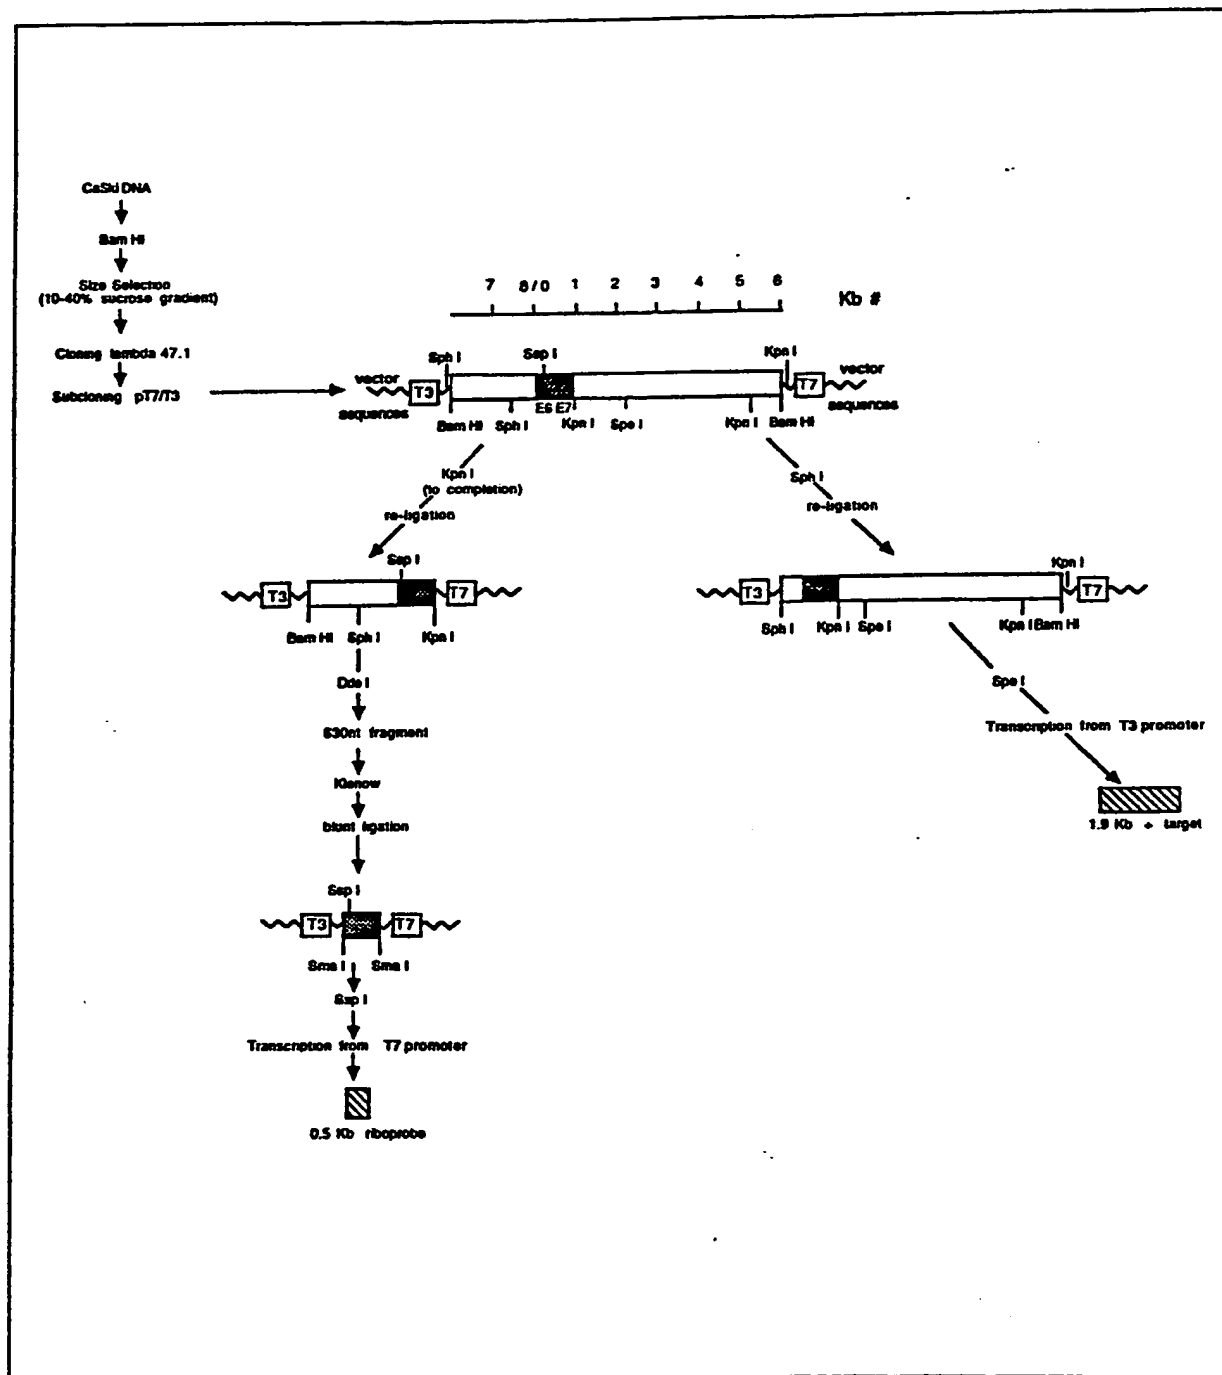 CaSki DNA
Bam HI
Size Selection
(10-40% sucrose gradient)
Cloning lambda 47.1
Subcloning pT7/T3
7 8/0 1 2 3 4 5 6
Kb #
Sph I
Ssp I
Kpn I
vector
T3
T7
vector
sequences
E6 E7
sequences
Bam HI
Sph I
Kpn I
Spe I
Kpn I
Bam HI
Kpn I
(to completion)
re-ligation
Sph I
re-ligation
Ssp I
T3
T7
Bam HI
Sph I
Kpn I
Kpn I
T3
T7
Sph I
Kpn I
Spe I
Kpn I
Bam HI
Dde I
630nt fragment
Klenow
blunt ligation
Spe I
Transcription from T3 promoter
1.9 Kb + target
Ssp I
T3
T7
Sma I
Sma I
Ssp I
Transcription from T7 promoter
0.5 Kb riboprobe